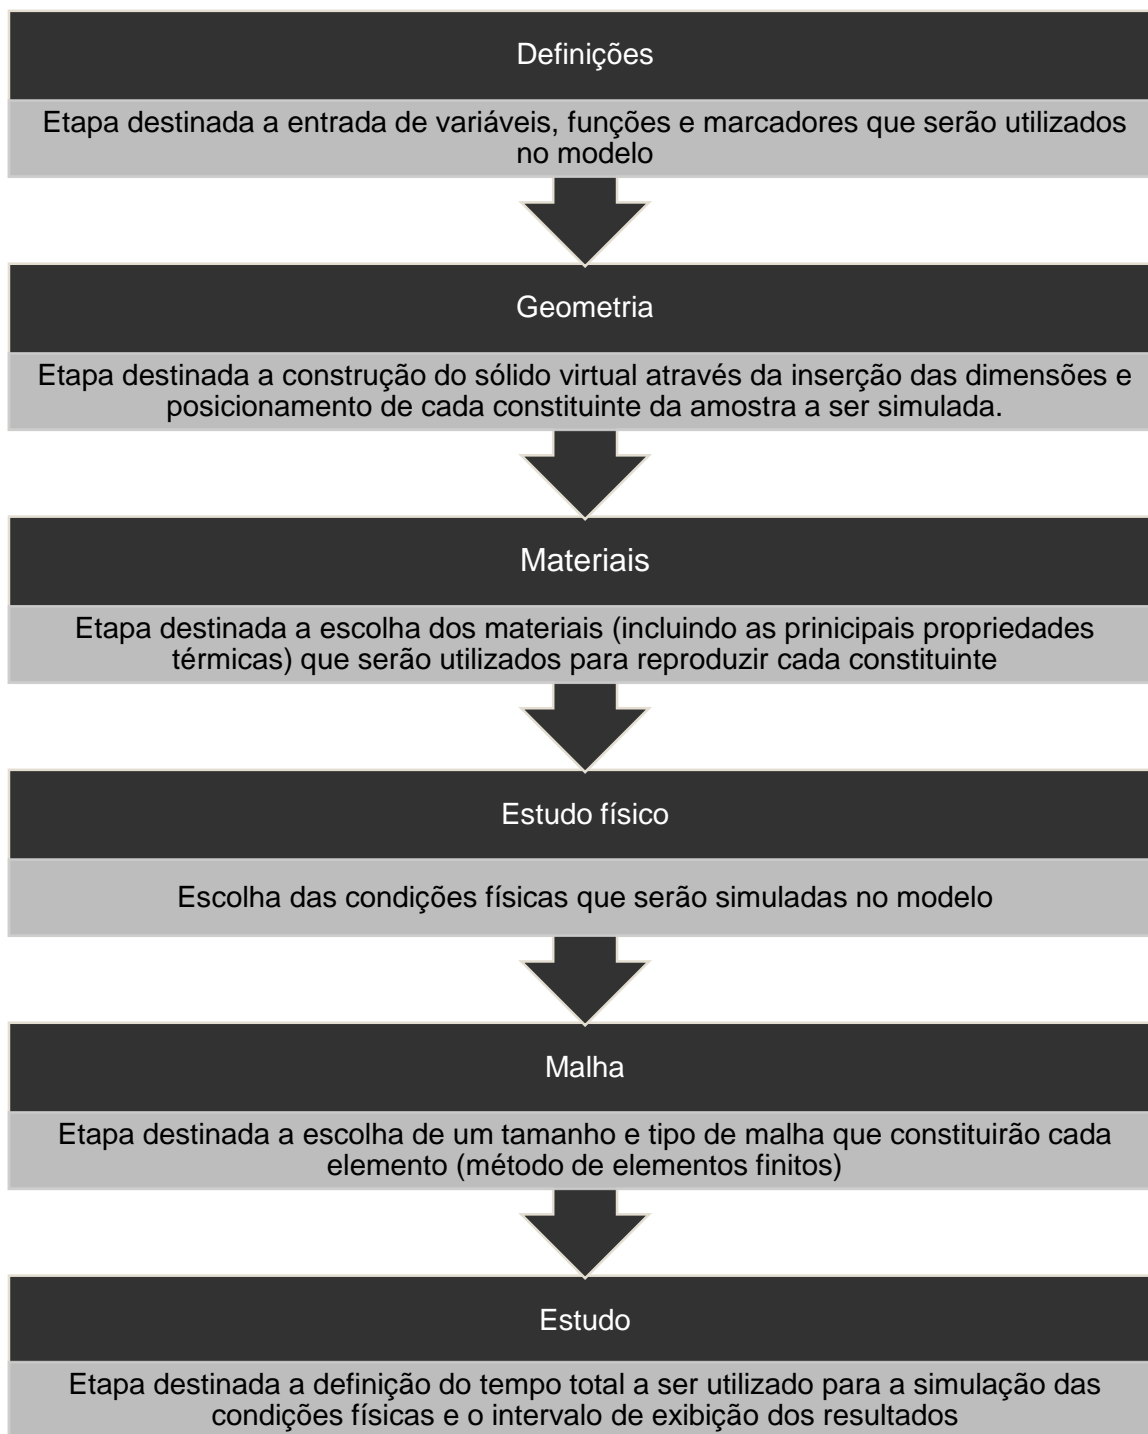 Definições
Etapa destinada a entrada de variáveis, funções e marcadores que serão utilizados
no modelo
Geometria
Etapa destinada a construção do sólido virtual através da inserção das dimensões e
posicionamento de cada constituinte da amostra a ser simulada.
Materiais
Etapa destinada a escolha dos materiais (incluindo as prinicipais propriedades
térmicas) que serão utilizados para reproduzir cada constituinte
Estudo físico
Escolha das condições físicas que serão simuladas no modelo
Malha
Etapa destinada a escolha de um tamanho e tipo de malha que constituirão cada
elemento (método de elementos finitos)
Estudo
Etapa destinada a definição do tempo total a ser utilizado para a simulação das
condições físicas e o intervalo de exibição dos resultados